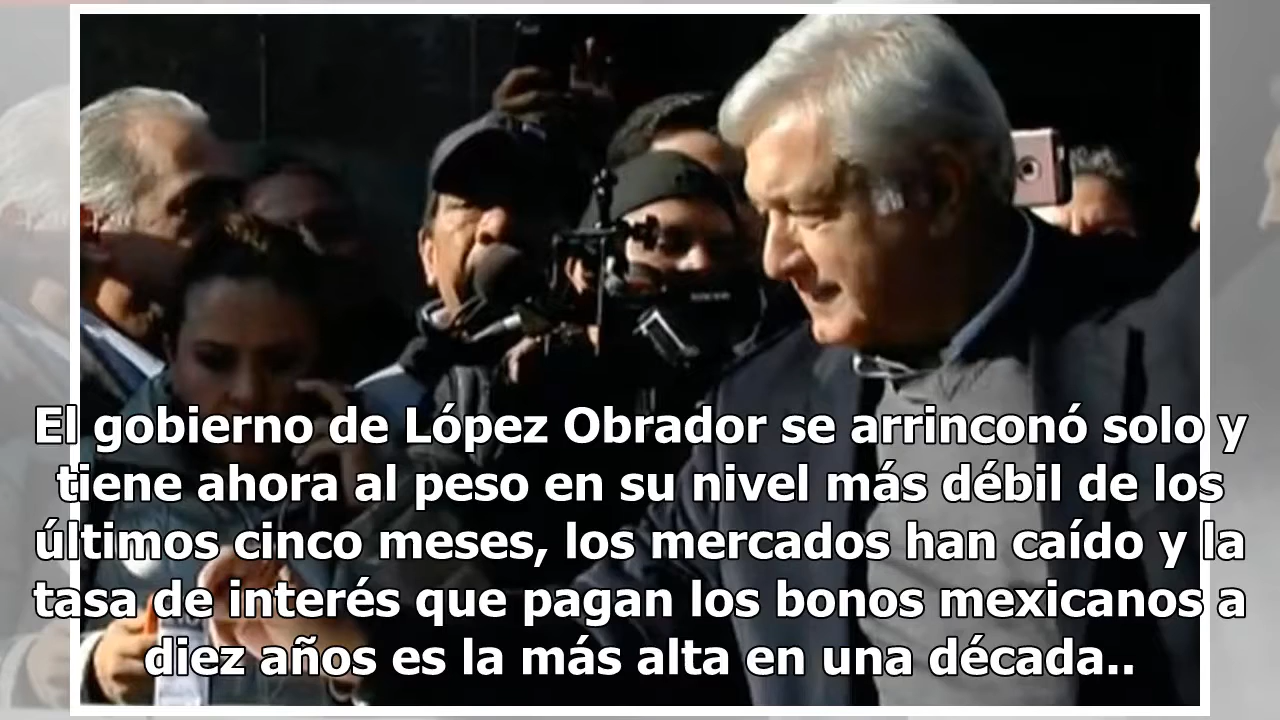 El gobierno de López Obrador se arrinconó solo y
tiene ahora al peso en su nivel más débil de los
últimos cinco meses, los mercados han caído y la
tasa de interés que pagan los bonos mexicanos a
diez años es la más alta en una década..